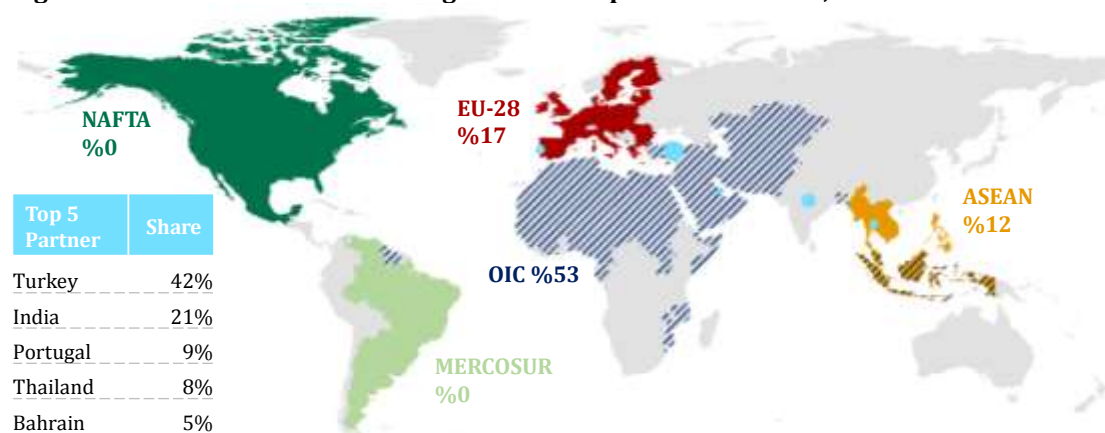 NAFTA
%0
EU-28
%17
ASEAN
%12
OIC %53
MERCOSUR
%0
Top 5 Partner Share
Turkey 42%
India 21%
Portugal 9%
Thailand 8%
Bahrain 5%